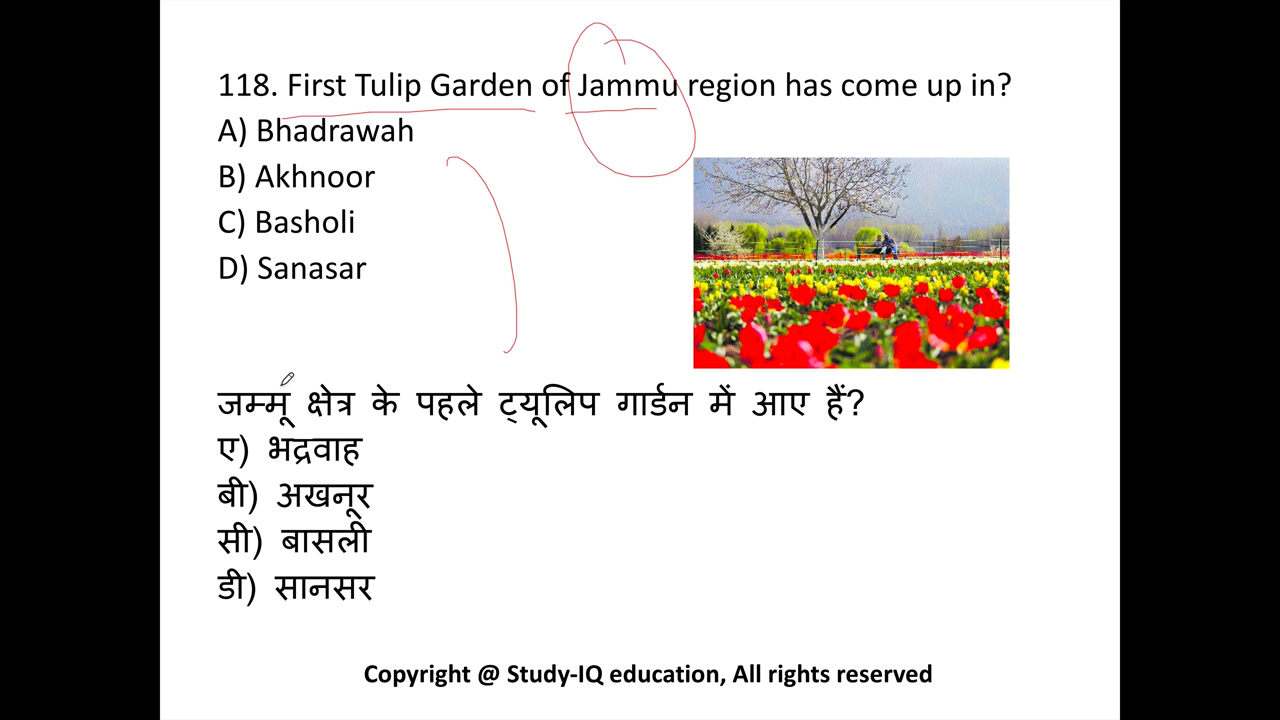 118. First Tulip Garden of Jammu region has come up in?
A) Bhadrawah
B) Akhnoor
C) Basholi
D) Sanasar
जम्मू क्षेत्र के पहले ट्यूलिप गार्डन में आए हैं?
ए) भद्रवाह
बी) अखनूर
सी) बासली
डी) सानसर
Copyright @ Study-IQ education, All rights reserved